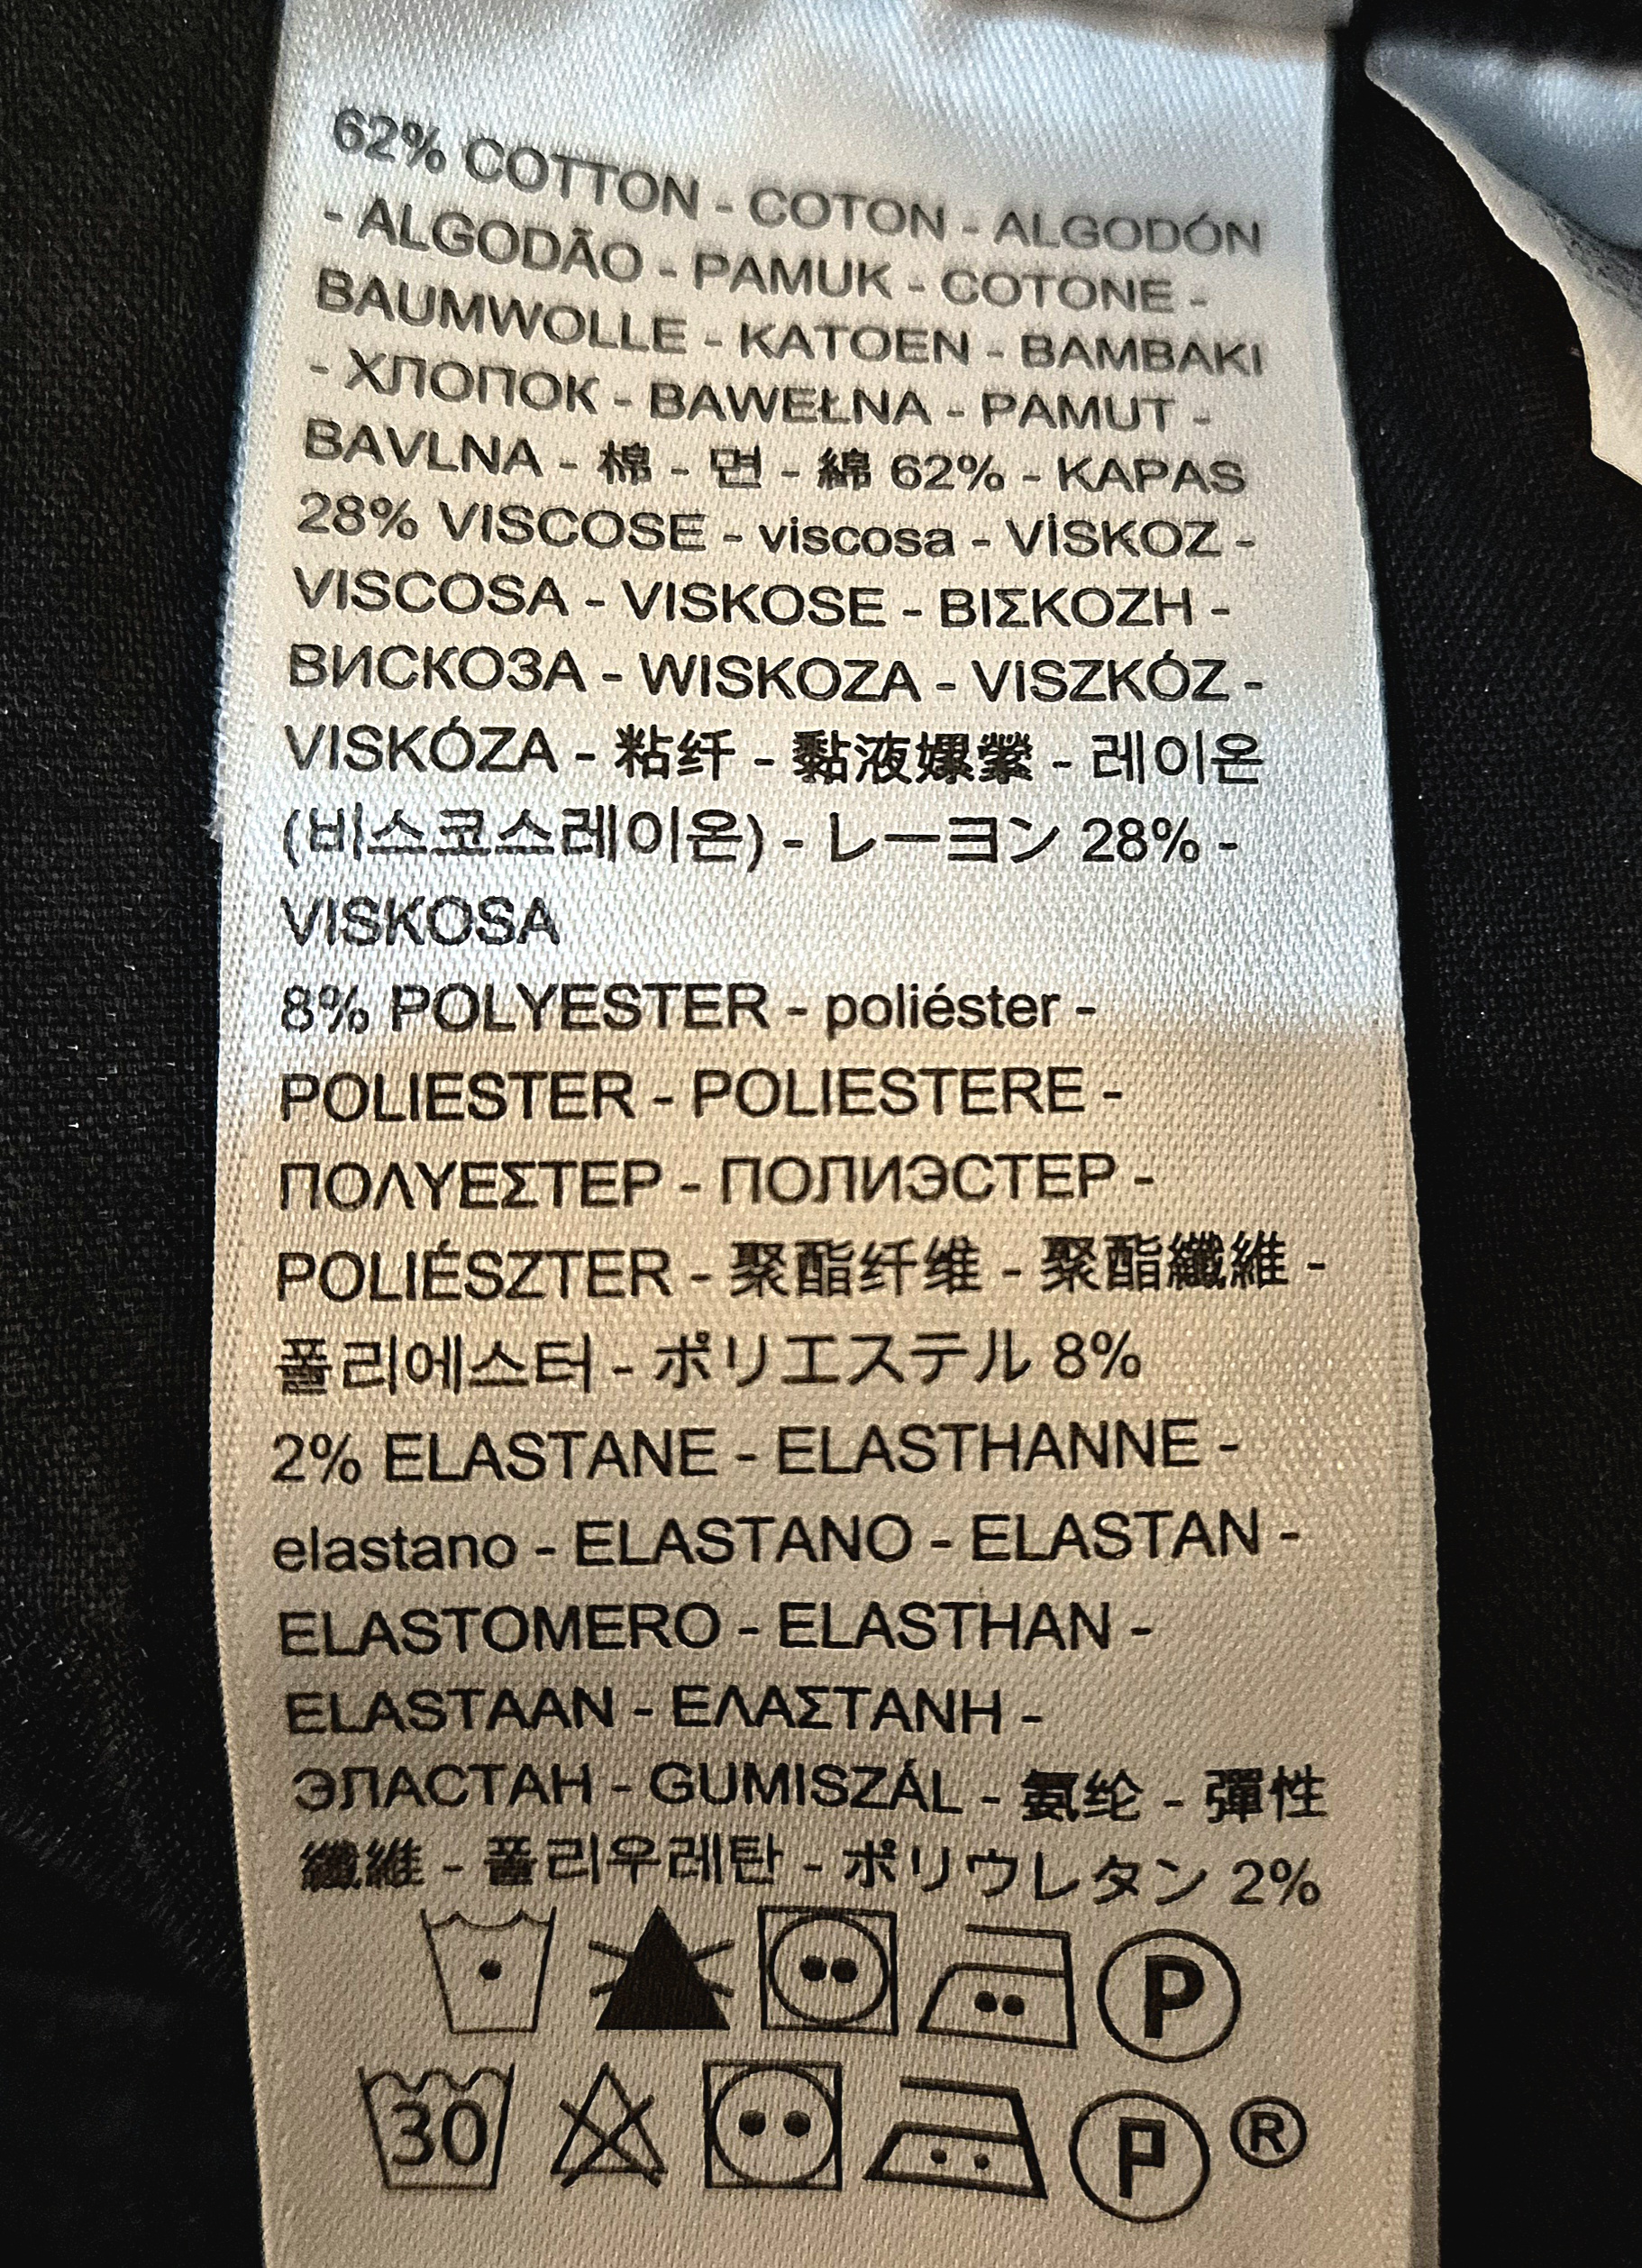 62% COTTON - COTON - ALGODÓN
- ALGODÃO - PAMUK - COTONE -
BAUMWOLLE - KATOEN - BAMBAKI
- ХЛОПОК - BAWEŁNA - PAMUT -
BAVLNA - 棉 - 면 - 綿 62% - KAPAS
28% VISCOSE - viscosa - VİSKOZ -
VISCOSA - VISKOSE - ΒΙΣΚΟΖΗ -
ВИСКОЗА - WISKOZA - VISZKÓZ -
VISKÓZA - 粘纤 - 黏液嫘縈 - 레이온
(비스코스레이온) - レーヨン 28% -
VISKOSA
8% POLYESTER - poliéster -
POLIESTER - POLIESTERE -
ΠΟΛΥΕΣΤΕΡ - ПОЛИЭСТЕР -
POLIÉSZTER - 聚酯纤维 - 聚酯纖維 -
폴리에스터 - ポリエステル 8%
2% ELASTANE - ELASTHANNE -
elastano - ELASTANO - ELASTAN -
ELASTOMERO - ELASTHAN -
ELASTAAN - ΕΛΑΣΤΑΝΗ -
ЭЛАСТАН - GUMISZÁL - 氨纶 - 彈性
纖維 - 폴리우레탄 - ポリウレタン 2%
P
30 P ®